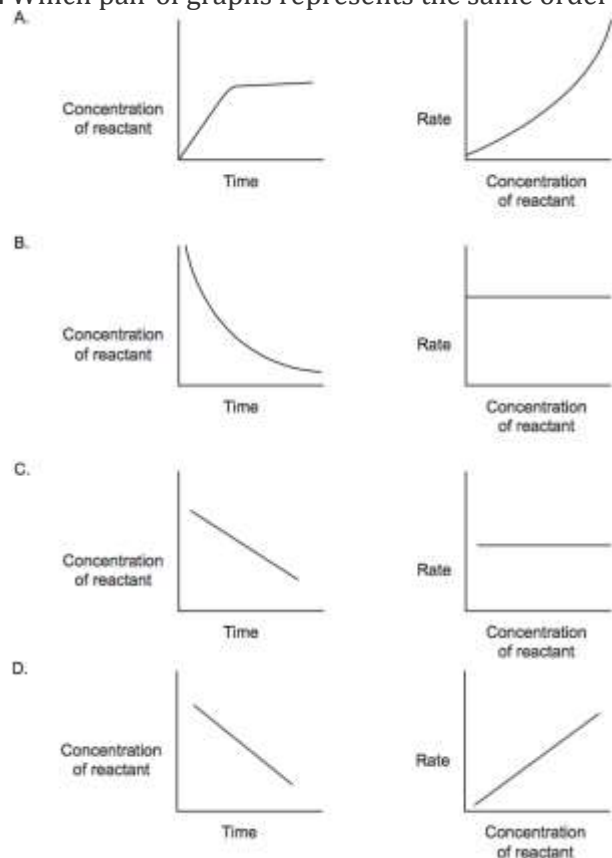 Which pair of graphs represents the same order
A.
Concentration
of reactant
Time
Rate
Concentration
of reactant
B.
Concentration
of reactant
Time
Rate
Concentration
of reactant
C.
Concentration
of reactant
Time
Rate
Concentration
of reactant
D.
Concentration
of reactant
Time
Rate
Concentration
of reactant